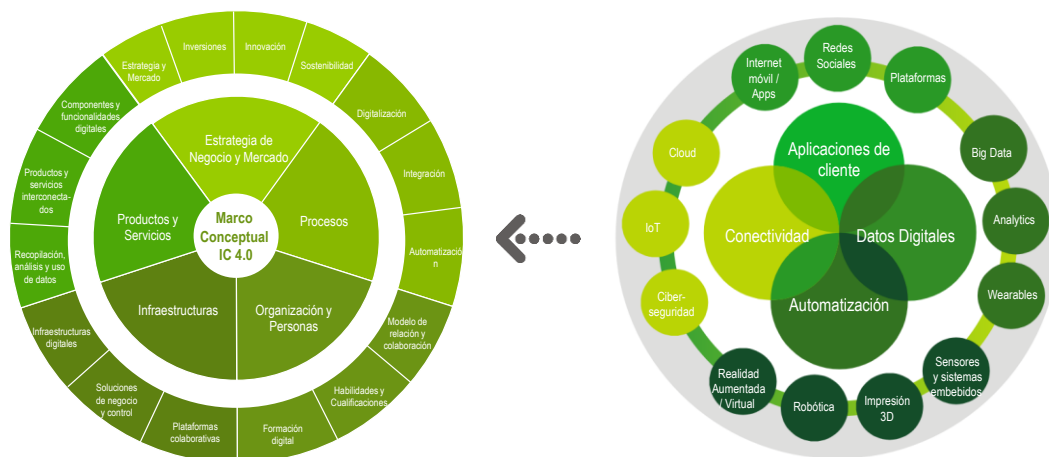 Estrategia y
Mercado
Inversiones
Innovación
Sostenibilidad
Digitalización
Integración
Automatizació
n
Modelo de
relación y
colaboración
Habilidades y
Cualificaciones
Formación
digital
Plataformas
colaborativas
Soluciones
de negocio
y control
Infraestructuras
digitales
Recopilación,
análisis y uso
de datos
Productos y
servicios
interconecta-
dos
Componentes y
funcionalidades
digitales
Estrategia de
Negocio y Mercado
Procesos
Organización y
Personas
Infraestructuras
Productos y
Servicios
Marco
Conceptual
IC 4.0
Redes
Sociales
Plataformas
Big Data
Analytics
Wearables
Sensores
y sistemas
embebidos
Impresión
3D
Robótica
Realidad
Aumentada
/ Virtual
Ciber-
seguridad
IoT
Cloud
Internet
móvil /
Apps
Aplicaciones de
cliente
Conectividad
Datos Digitales
Automatización